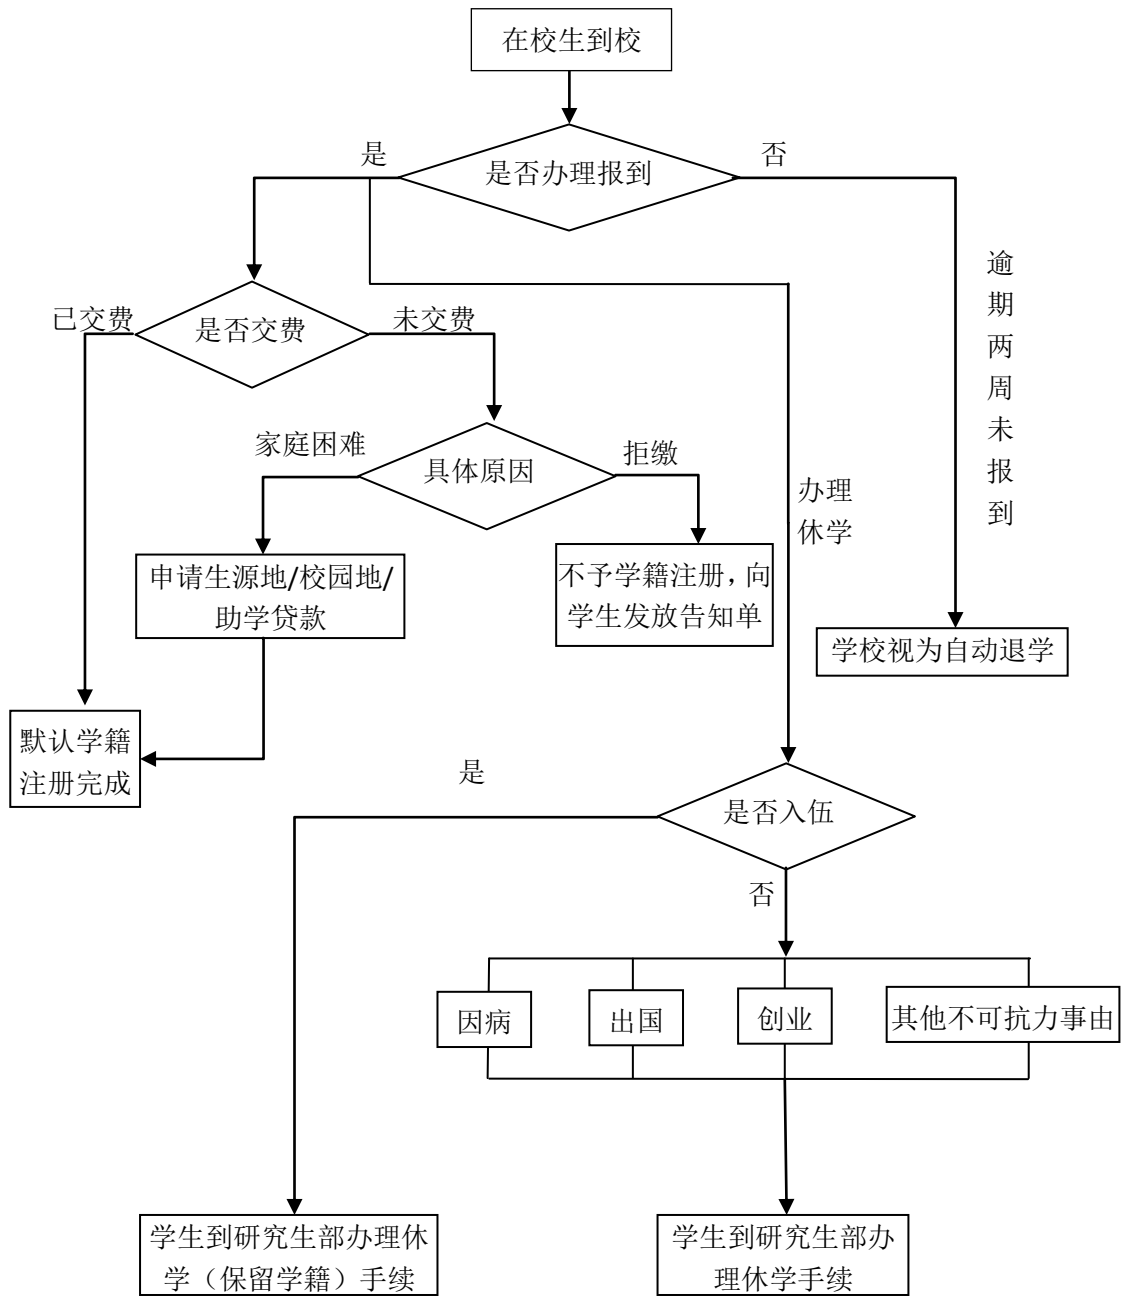 在校生到校
是
是否办理报到
否
逾
期
两
周
未
报
到
已交费
是否交费
未交费
家庭困难
具体原因
拒缴
办理
休学
申请生源地/校园地/
助学贷款
不予学籍注册，向
学生发放告知单
学校视为自动退学
默认学籍
注册完成
是
是否入伍
否
因病
出国
创业
其他不可抗力事由
学生到研究生部办理休
学（保留学籍）手续
学生到研究生部办
理休学手续